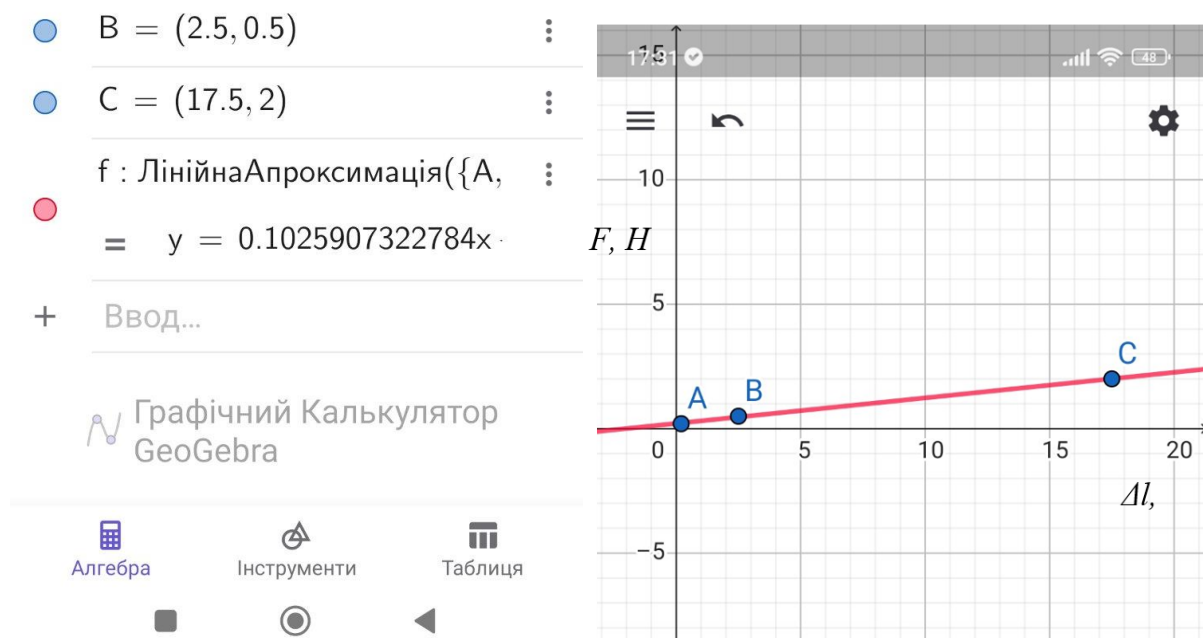 B = (2.5, 0.5)
C = (17.5, 2)
f : ЛінійнаАпроксимація({A,
= y = 0.1025907322784x
+ Ввод...
Графічний Калькулятор
GeoGebra
Алгебра
Інструменти
Таблиця
17:31
48
15
10
F, H
5
C
A
B
0
5
10
15
20
Δl,
−5